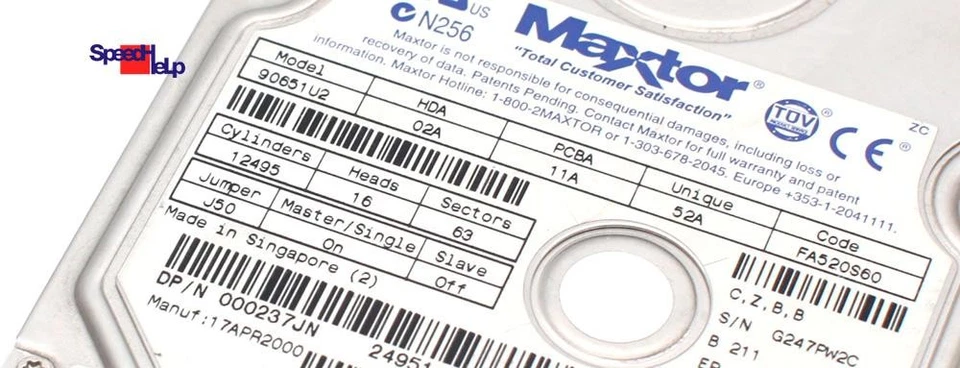 SpeedHelp
US
N256
Maxtor®
"Total Customer Satisfaction"
Maxtor is not responsible for consequential damages, including loss or
recovery of data. Patents Pending. Contact Maxtor for full warranty and patent
information. Maxtor Hotline: 1-800-2MAXTOR or 1-303-678-2045. Europe +353-1-2041111.
TÜV
CE
®
ZC
Model HDA PCBA Unique Code
90651U2 02A 11A 52A FA520S60
Cylinders Heads Sectors
12495 16 63
Jumper Master/Single Slave
J50 On Off
Made in Singapore (2)
DP/N 000237JN
Manuf:17APR2000
2495
C,Z,B,B
S/N G247PW2C
B 211